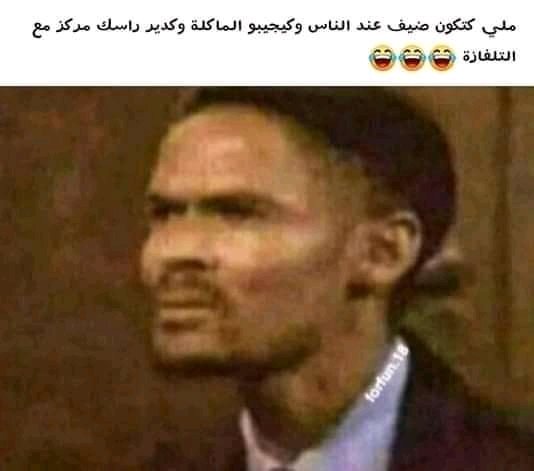 ملي كتكون ضيف عند الناس وكيجيبو الماكلة وكدير راسك مركز مع
التلفازة 😂😂😂
forfun.18